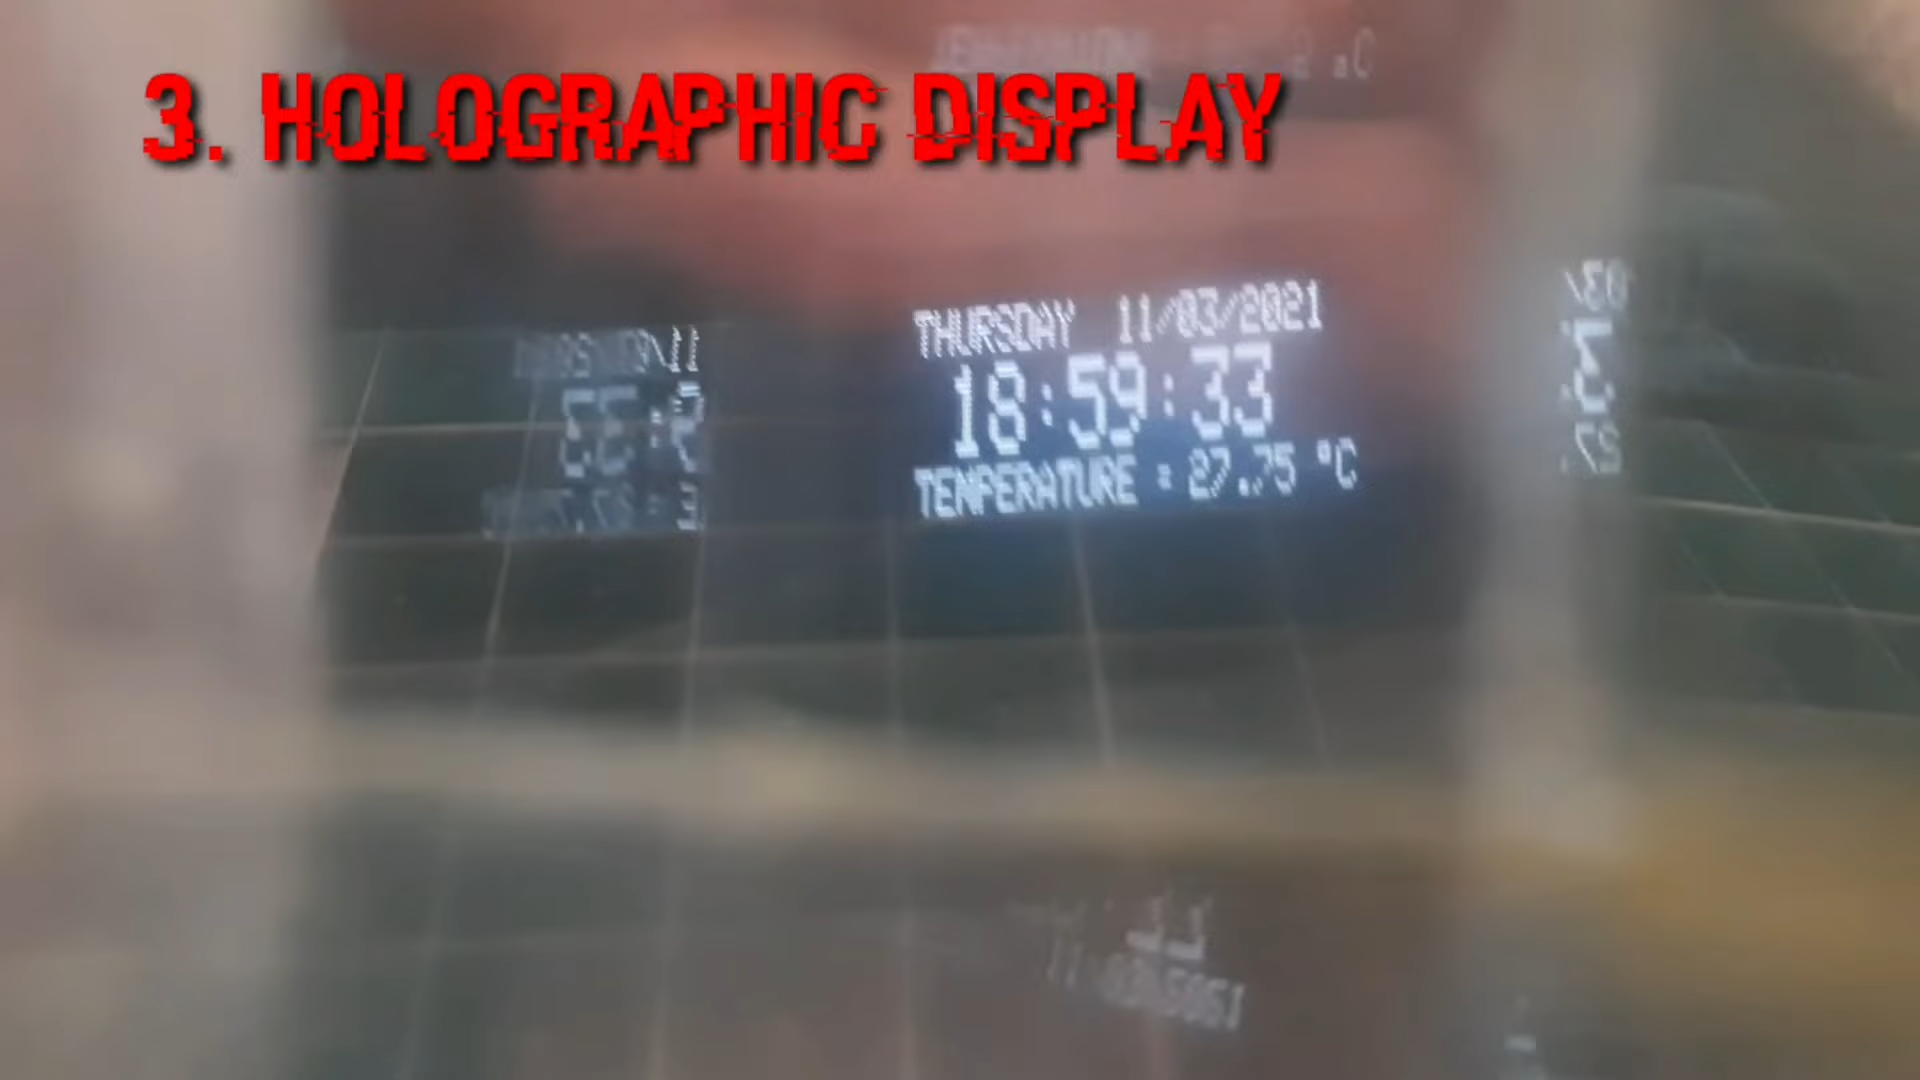 3. HOLOGRAPHIC DISPLAY
THURSDAY 11/03/2021
18:59:33
TEMPERATURE = 27.75 °C